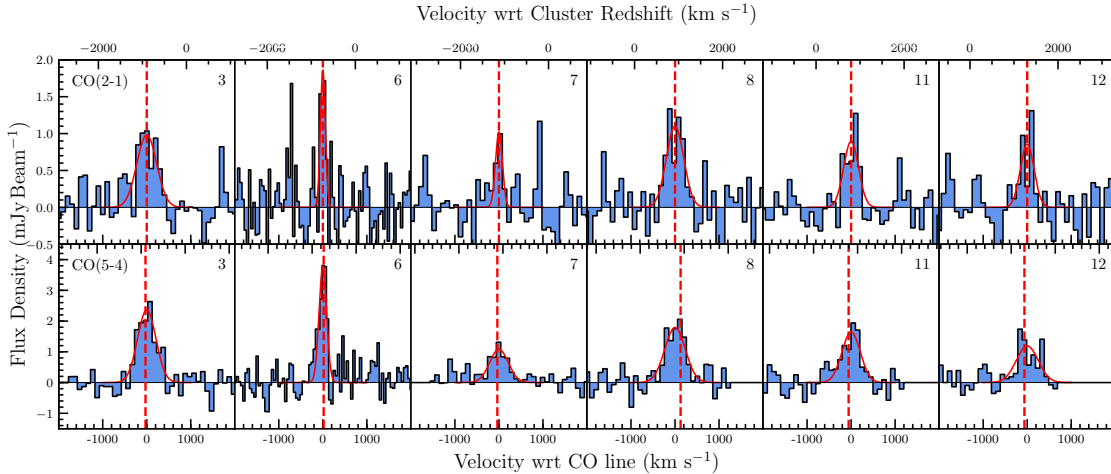 Velocity wrt Cluster Redshift (km s−1)
−2000 0 −2000 0 −2000 0 0 2000 0 2000 0 2000
2.0 CO(2-1) 3 6 7 8 11 12
1.5
1.0
0.5
0.0
−0.5
Flux Density (mJy Beam−1)
4 CO(5-4) 3 6 7 8 11 12
3
2
1
0
−1
-1000 0 1000 -1000 0 1000 -1000 0 1000 -1000 0 1000 -1000 0 1000 -1000 0 1000
Velocity wrt CO line (km s−1)